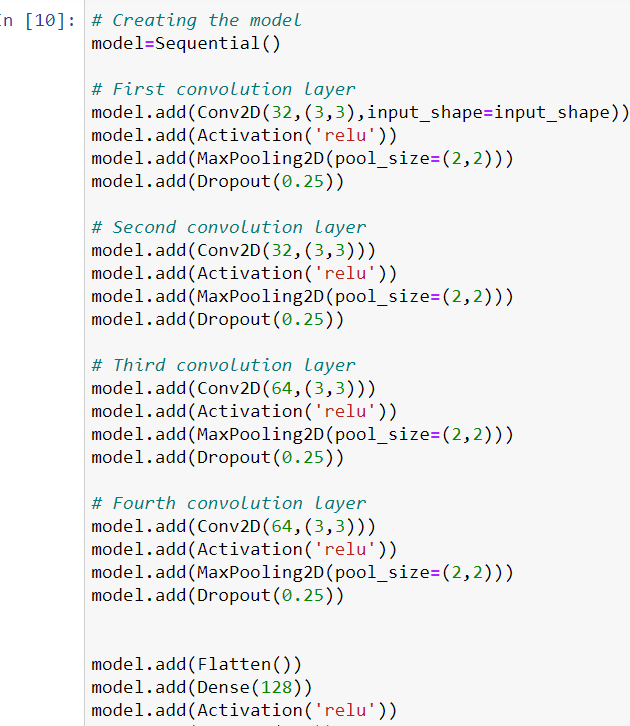 n [10]: # Creating the model
model=Sequential()
# First convolution layer
model.add(Conv2D(32,(3,3),input_shape=input_shape))
model.add(Activation('relu'))
model.add(MaxPooling2D(pool_size=(2,2)))
model.add(Dropout(0.25))
# Second convolution layer
model.add(Conv2D(32,(3,3)))
model.add(Activation('relu'))
model.add(MaxPooling2D(pool_size=(2,2)))
model.add(Dropout(0.25))
# Third convolution layer
model.add(Conv2D(64,(3,3)))
model.add(Activation('relu'))
model.add(MaxPooling2D(pool_size=(2,2)))
model.add(Dropout(0.25))
# Fourth convolution layer
model.add(Conv2D(64,(3,3)))
model.add(Activation('relu'))
model.add(MaxPooling2D(pool_size=(2,2)))
model.add(Dropout(0.25))
model.add(Flatten())
model.add(Dense(128))
model.add(Activation('relu'))